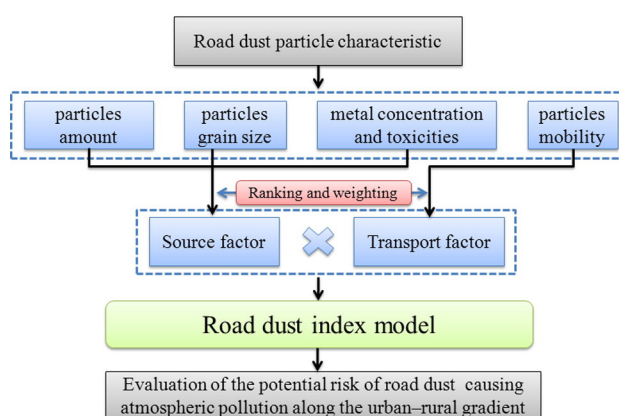 Road dust particle characteristic
particles
amount
particles
grain size
metal concentration
and toxicities
particles
mobility
Ranking and weighting
Source factor
Transport factor
Road dust index model
Evaluation of the potential risk of road dust causing
atmospheric pollution along the urban–rural gradient